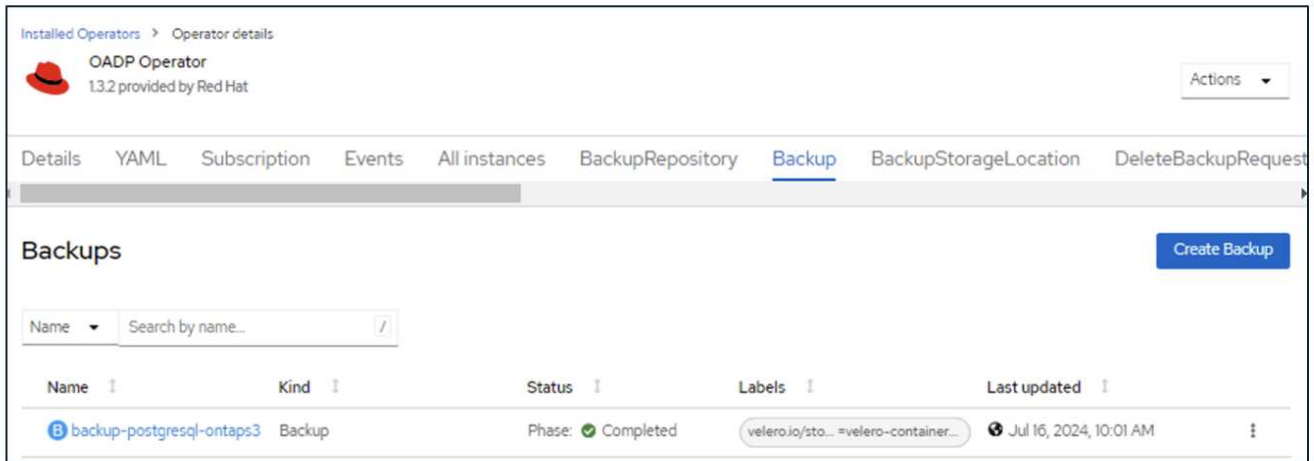 Installed Operators > Operator details
OADP Operator
1.3.2 provided by Red Hat
Actions
Details YAML Subscription Events All instances BackupRepository Backup BackupStorageLocation DeleteBackupRequest
Backups
Create Backup
Name Search by name... /
Name Kind Status Labels Last updated
B backup-postgresql-ontaps3 Backup Phase: Completed velero.io/sto... =velero-container... Jul 16, 2024, 10:01 AM